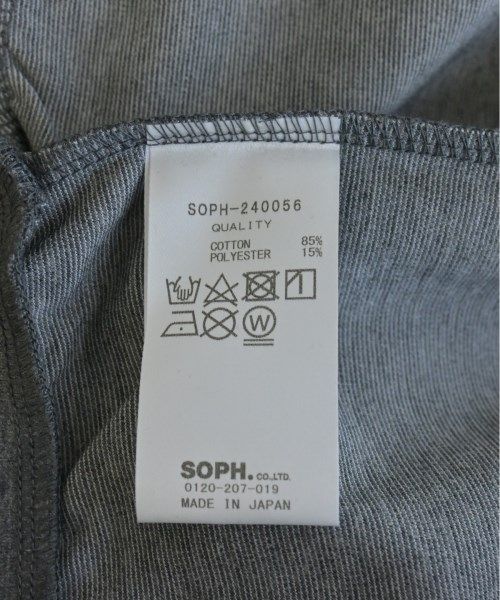 SOPH-240056
QUALITY
COTTON 85%
POLYESTER 15%
W
SOPH. CO.,LTD.
0120-207-019
MADE IN JAPAN